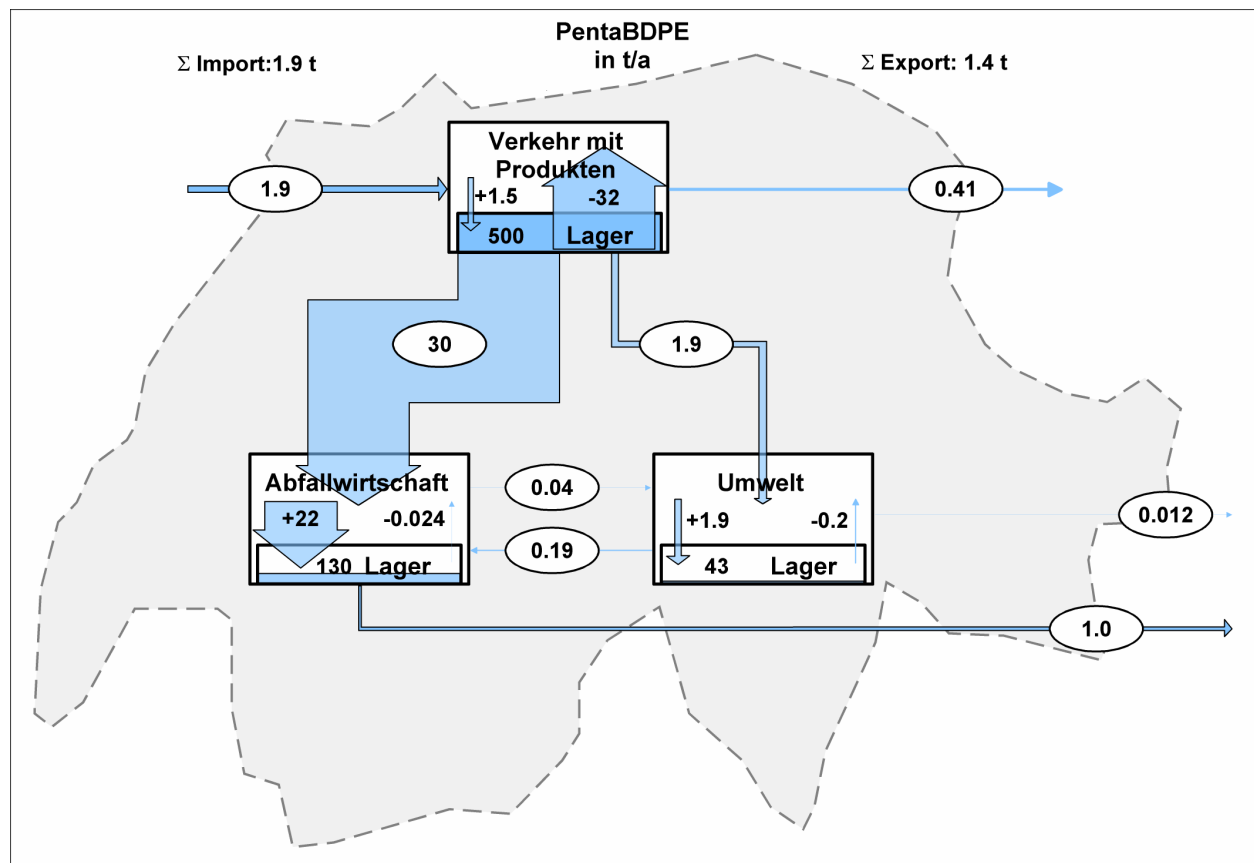 PentaBDPE
in t/a
Σ Import:1.9 t
Σ Export: 1.4 t
Verkehr mit
Produkten
+1.5
-32
500 Lager
1.9
0.41
30
1.9
Abfallwirtschaft
+22
-0.024
130 Lager
0.04
0.19
Umwelt
+1.9
-0.2
43 Lager
0.012
1.0